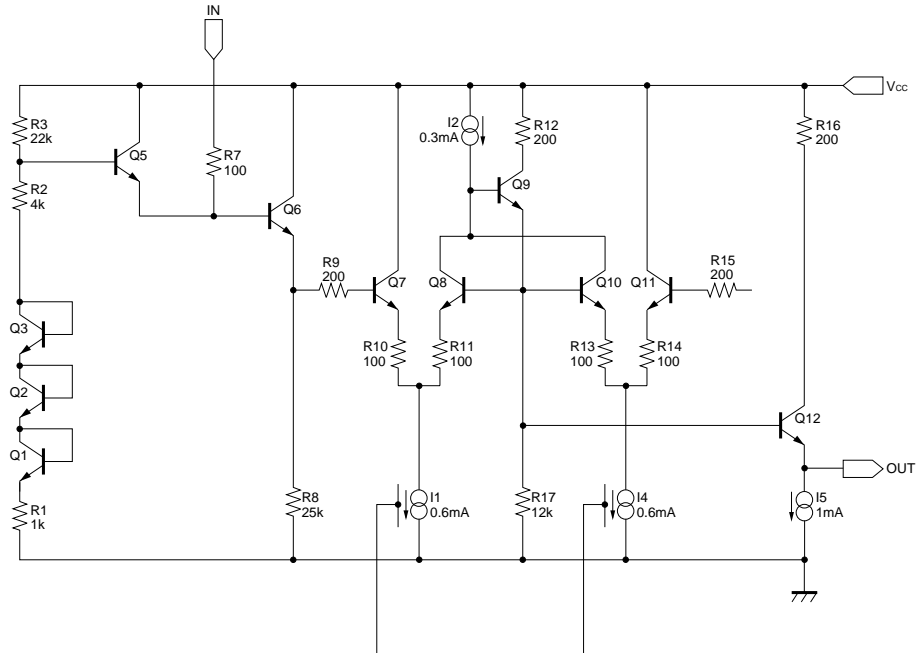 IN
Vcc
R3
22k
Q5
R7
100
I2
0.3mA
R12
200
R16
200
R2
4k
Q9
Q6
R9
200
Q7
Q8
Q10
Q11
R15
200
Q3
R10
100
R11
100
R13
100
R14
100
Q2
Q12
Q1
OUT
R1
1k
R8
25k
I1
0.6mA
R17
12k
I4
0.6mA
I5
1mA